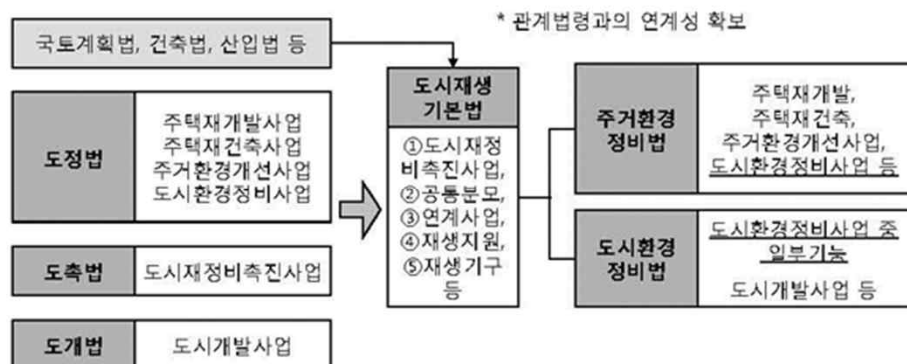 * 관계법령과의 연계성 확보
국토계획법, 건축법, 산입법 등
도정법
주택재개발사업
주택재건축사업
주거환경개선사업
도시환경정비사업
도촉법
도시재정비촉진사업
도개법
도시개발사업
도시재생
기본법
①도시재정
비촉진사업,
②공통분모,
③연계사업,
④재생지원,
⑤재생기구
등
주거환경
정비법
주택재개발,
주택재건축,
주거환경개선사업,
도시환경정비사업 등
도시환경
정비법
도시환경정비사업 중
일부기능
도시개발사업 등